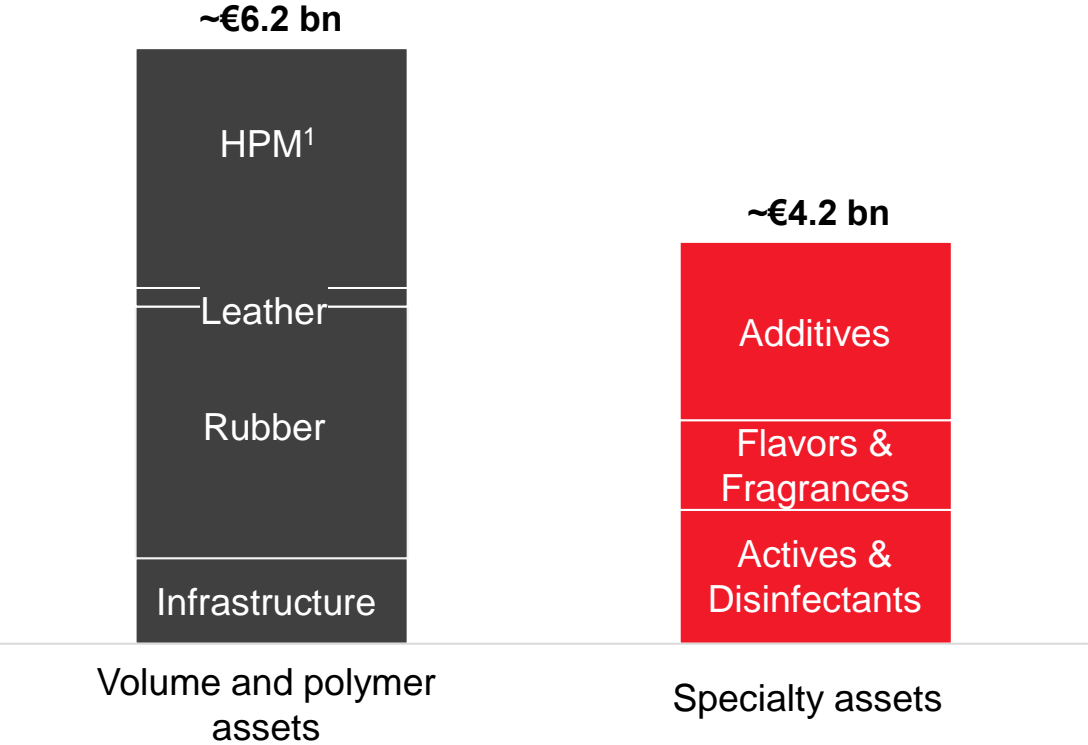 ~€6.2 bn
HPM¹
Leather
Rubber
Infrastructure
Volume and polymer
assets
~€4.2 bn
Additives
Flavors &
Fragrances
Actives &
Disinfectants
Specialty assets